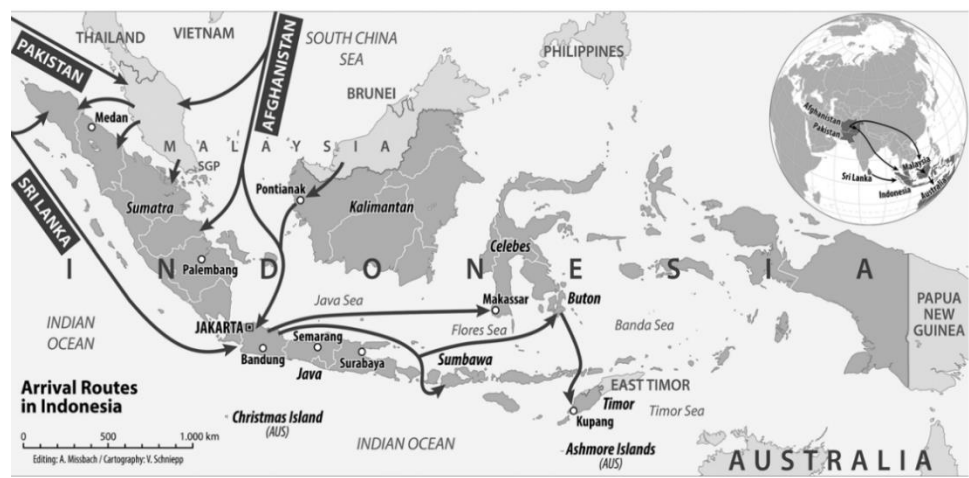 THAILAND
VIETNAM
PAKISTAN
AFGHANISTAN
SOUTH CHINA
SEA
PHILIPPINES
BRUNEI
Medan
MALAYSIA
SGP
SRI LANKA
Sumatra
Pontianak
Kalimantan
Palembang
INDONESIA
Celebes
Makassar
Buton
Java Sea
Flores Sea
Banda Sea
PAPUA
NEW
GUINEA
INDIAN
OCEAN
JAKARTA
Bandung
Semarang
Java
Surabaya
Sumbawa
EAST TIMOR
Timor
Timor Sea
Kupang
Arrival Routes
in Indonesia
0 500 1.000 km
Editing: A. Missbach / Cartography: V. Schniepp
Christmas Island
(AUS)
INDIAN OCEAN
Ashmore Islands
(AUS)
AUSTRALIA
Afghanistan
Pakistan
Sri Lanka
Malaysia
Indonesia
Australia